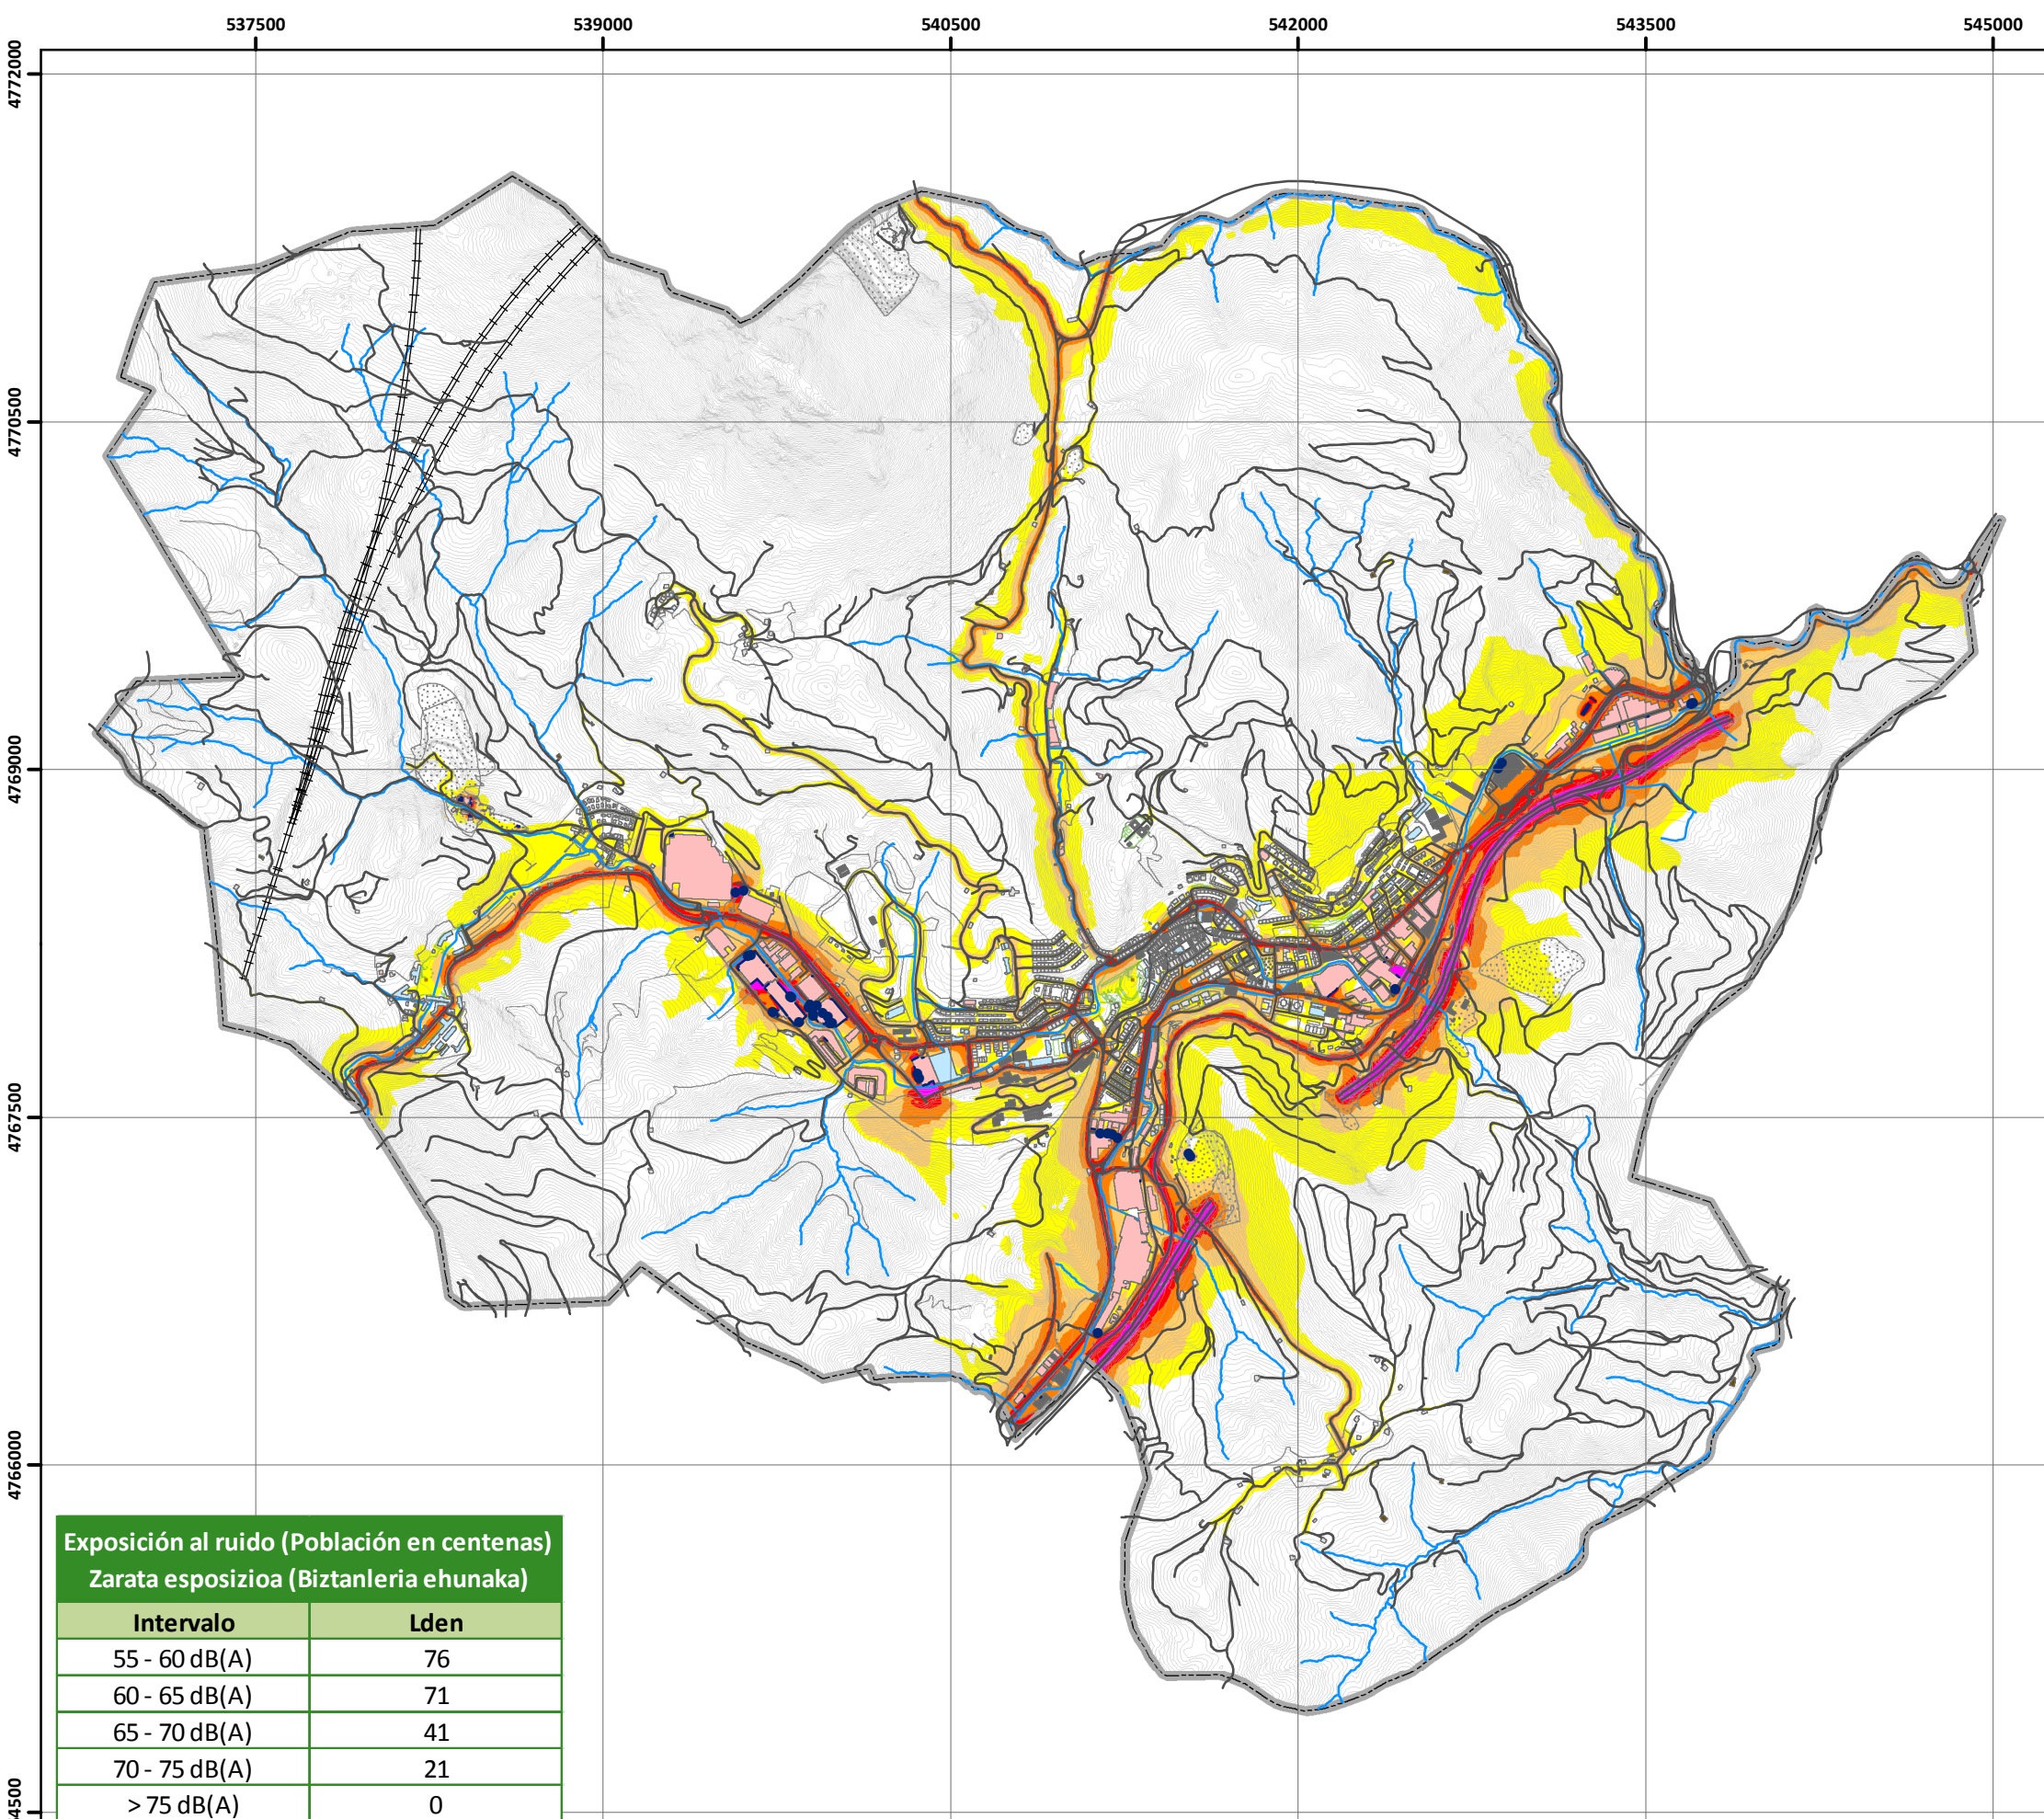 537500 539000 540500 542000 543500 545000
4772000
4770500
4769000
4767500
4766000
Exposición al ruido (Población en centenas)
Zarata esposizioa (Biztanleria ehunaka)
Intervalo Lden
55 - 60 dB(A) 76
60 - 65 dB(A) 71
65 - 70 dB(A) 41
70 - 75 dB(A) 21
> 75 dB(A) 0